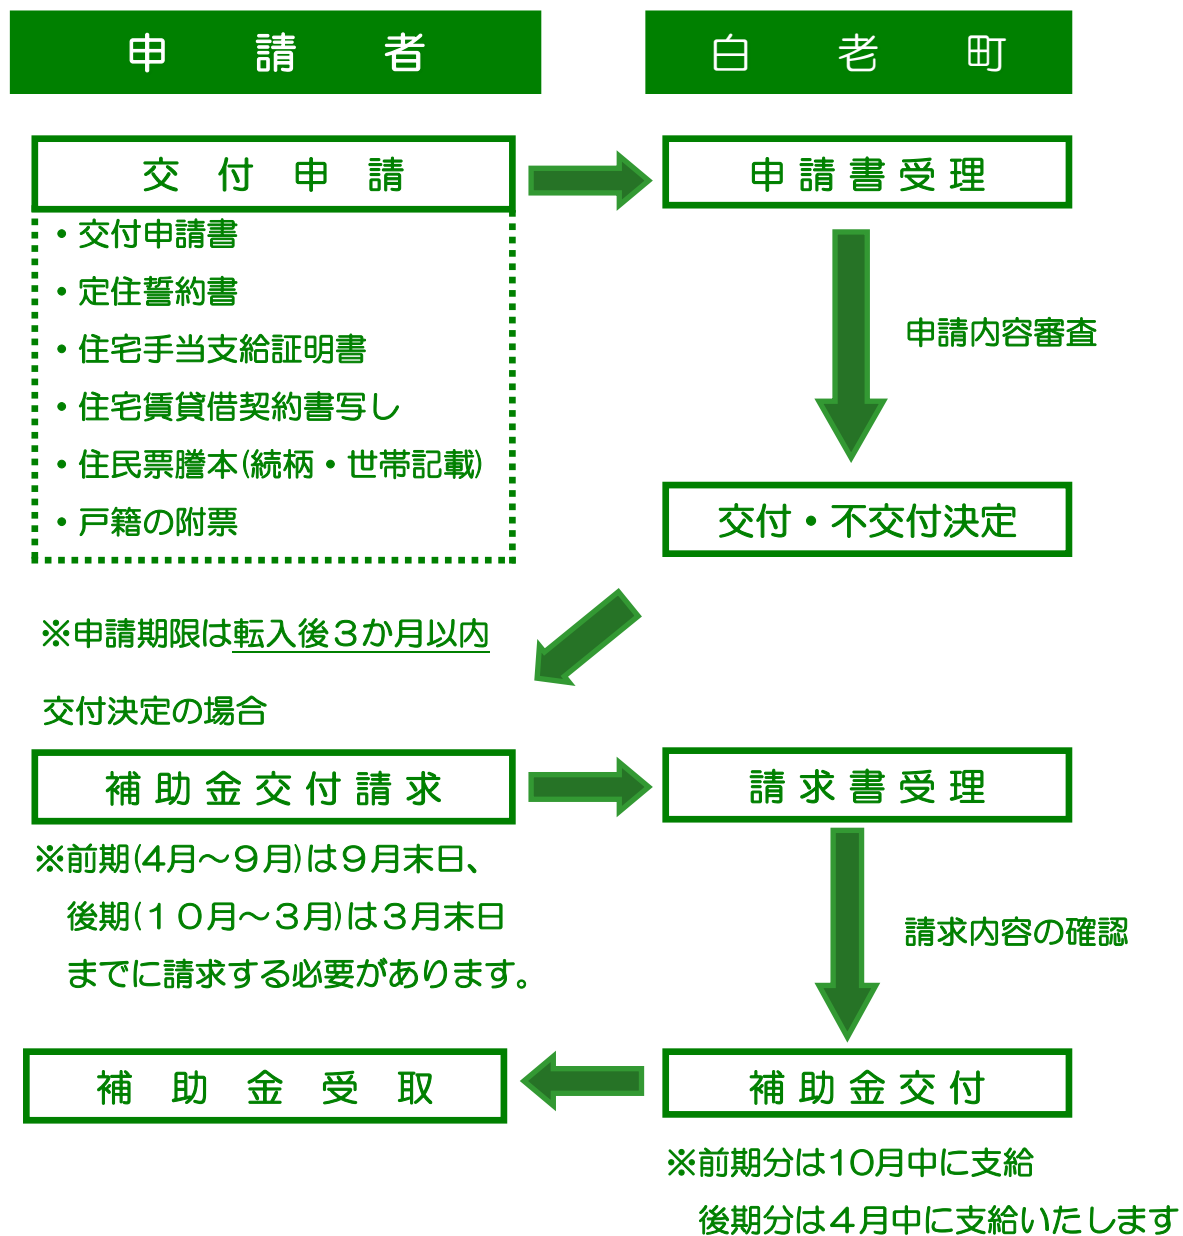 申請者
白老町
交付申請
申請書受理
・交付申請書
・定住誓約書
・住宅手当支給証明書
・住宅賃貸借契約書写し
・住民票謄本(続柄・世帯記載)
・戸籍の附票
申請内容審査
交付・不交付決定
※申請期限は転入後３か月以内
交付決定の場合
補助金交付請求
請求書受理
※前期(4月～９月)は９月末日、
後期(１０月～３月)は３月末日
までに請求する必要があります。
請求内容の確認
補助金受取
補助金交付
※前期分は10月中に支給
後期分は４月中に支給いたします